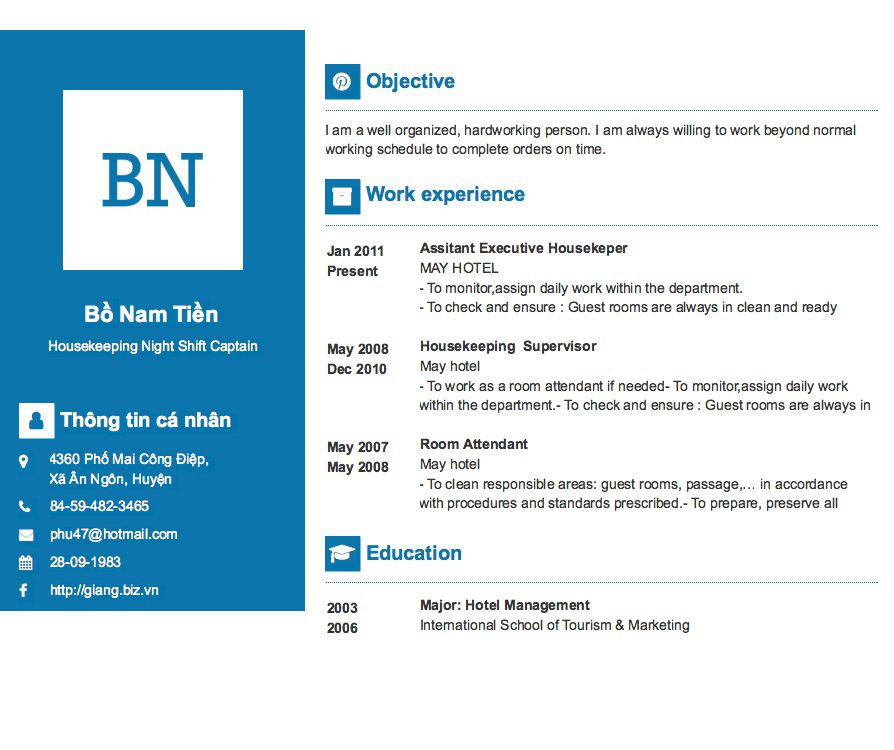 BN
Bồ Nam Tiền
Housekeeping Night Shift Captain
Thông tin cá nhân
4360 Phố Mai Công Điệp,
Xã Ân Ngôn, Huyện
84-59-482-3465
phu47@hotmail.com
28-09-1983
http://giang.biz.vn
Objective
I am a well organized, hardworking person. I am always willing to work beyond normal
working schedule to complete orders on time.
Work experience
Jan 2011
Present
Assitant Executive Housekeper
MAY HOTEL
- To monitor,assign daily work within the department.
- To check and ensure : Guest rooms are always in clean and ready
May 2008
Dec 2010
Housekeeping  Supervisor
May hotel
- To work as a room attendant if needed- To monitor,assign daily work
within the department.- To check and ensure : Guest rooms are always in
May 2007
May 2008
Room Attendant
May hotel
- To clean responsible areas: guest rooms, passage,… in accordance
with procedures and standards prescribed.- To prepare, preserve all
Education
2003
2006
Major: Hotel Management
International School of Tourism & Marketing